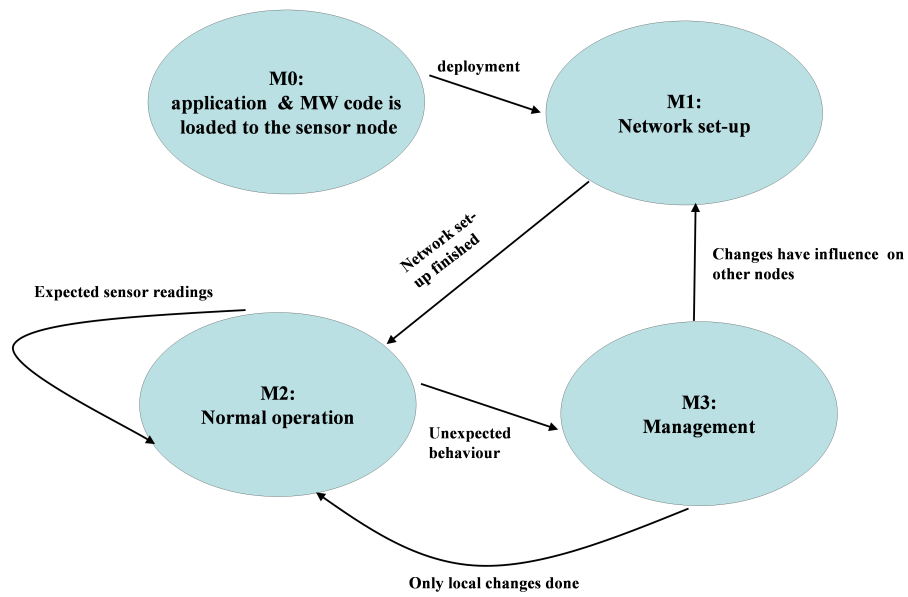 M0:
application & MW code is
loaded to the sensor node
deployment
M1:
Network set-up
Network set-
up finished
Changes have influence on
other nodes
Expected sensor readings
M2:
Normal operation
Unexpected
behaviour
M3:
Management
Only local changes done